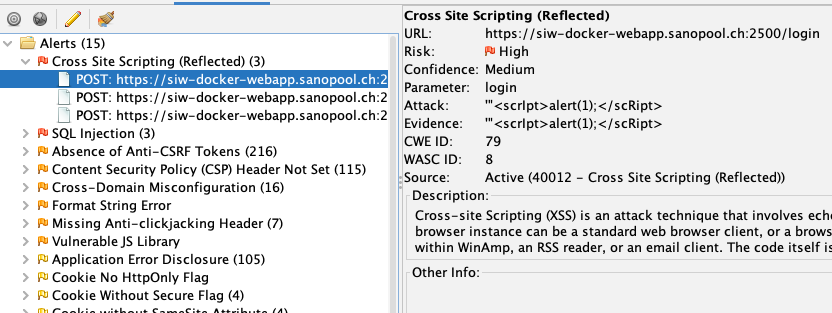 Alerts (15)
Cross Site Scripting (Reflected) (3)
POST: https://siw-docker-webapp.sanopool.ch:2
POST: https://siw-docker-webapp.sanopool.ch:2
POST: https://siw-docker-webapp.sanopool.ch:2
SQL Injection (3)
Absence of Anti-CSRF Tokens (216)
Content Security Policy (CSP) Header Not Set (115)
Cross-Domain Misconfiguration (16)
Format String Error
Missing Anti-clickjacking Header (7)
Vulnerable JS Library
Application Error Disclosure (105)
Cookie No HttpOnly Flag
Cookie Without Secure Flag (4)
Cookie without SameSite Attribute (4)
Cross Site Scripting (Reflected)
URL: https://siw-docker-webapp.sanopool.ch:2500/login
Risk: High
Confidence: Medium
Parameter: login
Attack: '"<scrIpt>alert(1);</scRipt>
Evidence: '"<scrIpt>alert(1);</scRipt>
CWE ID: 79
WASC ID: 8
Source: Active (40012 - Cross Site Scripting (Reflected))
Description:
Cross-site Scripting (XSS) is an attack technique that involves echo
browser instance can be a standard web browser client, or a brows
within WinAmp, an RSS reader, or an email client. The code itself is
Other Info: